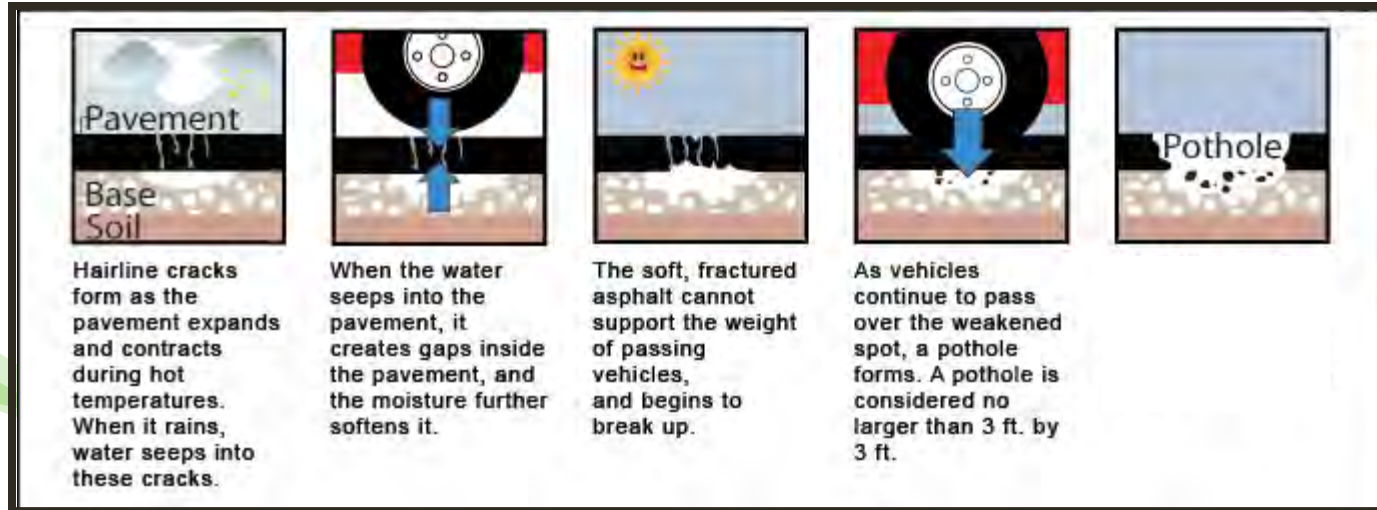 Pavement
Base
Soil
Pothole
Hairline cracks
form as the
pavement expands
and contracts
during hot
temperatures.
When it rains,
water seeps into
these cracks.
When the water
seeps into the
pavement, it
creates gaps inside
the pavement, and
the moisture further
softens it.
The soft, fractured
asphalt cannot
support the weight
of passing
vehicles,
and begins to
break up.
As vehicles
continue to pass
over the weakened
spot, a pothole
forms. A pothole is
considered no
larger than 3 ft. by
3 ft.